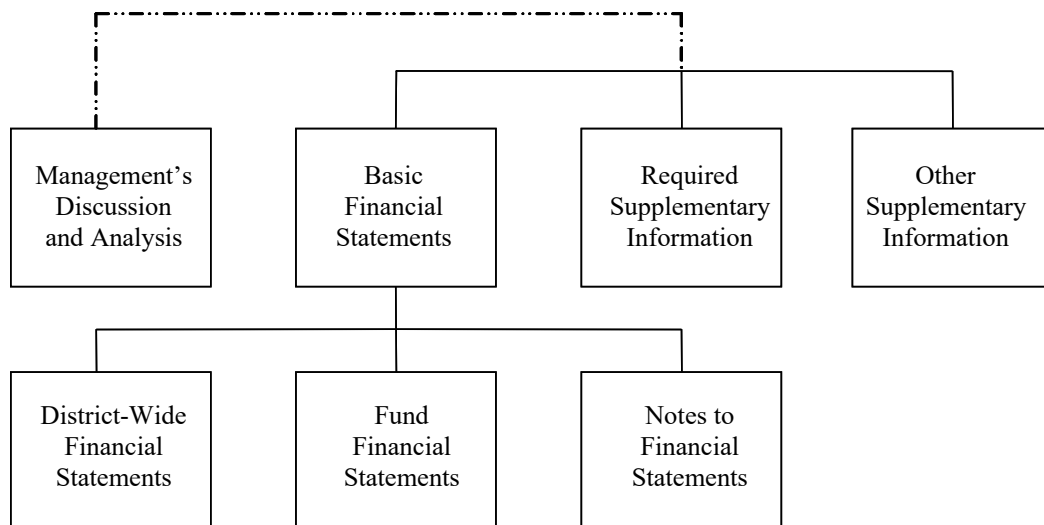 Management’s
Discussion
and Analysis
Basic
Financial
Statements
Required
Supplementary
Information
Other
Supplementary
Information
District-Wide
Financial
Statements
Fund
Financial
Statements
Notes to
Financial
Statements